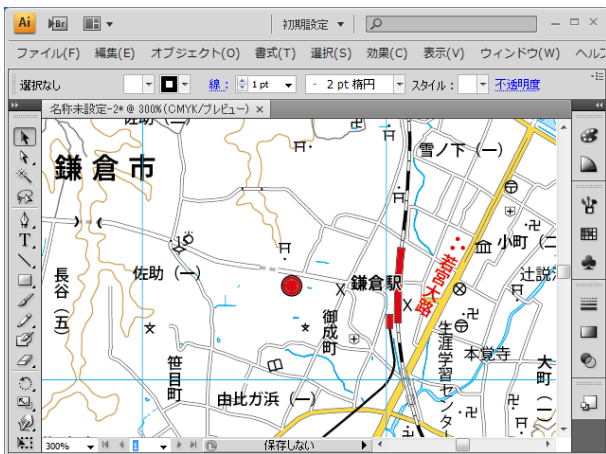 Ai
Br
初期設定
ファイル(F) 編集(E) オブジェクト(O) 書式(T) 選択(S) 効果(C) 表示(V) ウィンドウ(W) ヘルプ
選択なし
線:
1 pt
2 pt 楕円
スタイル:
不透明度
名称未設定-2* @ 300% (CMYK/プレビュー) ×
佐助 (二)
雪ノ下 (一)
鎌倉市
小町 (二
若宮大路
佐助 (一)
鎌倉駅
辻説
長谷 (五)
御成町
生涯学習センター
本覚寺
笹目町
大町 (一
由比ガ浜 (一)
300%
1
保存しない